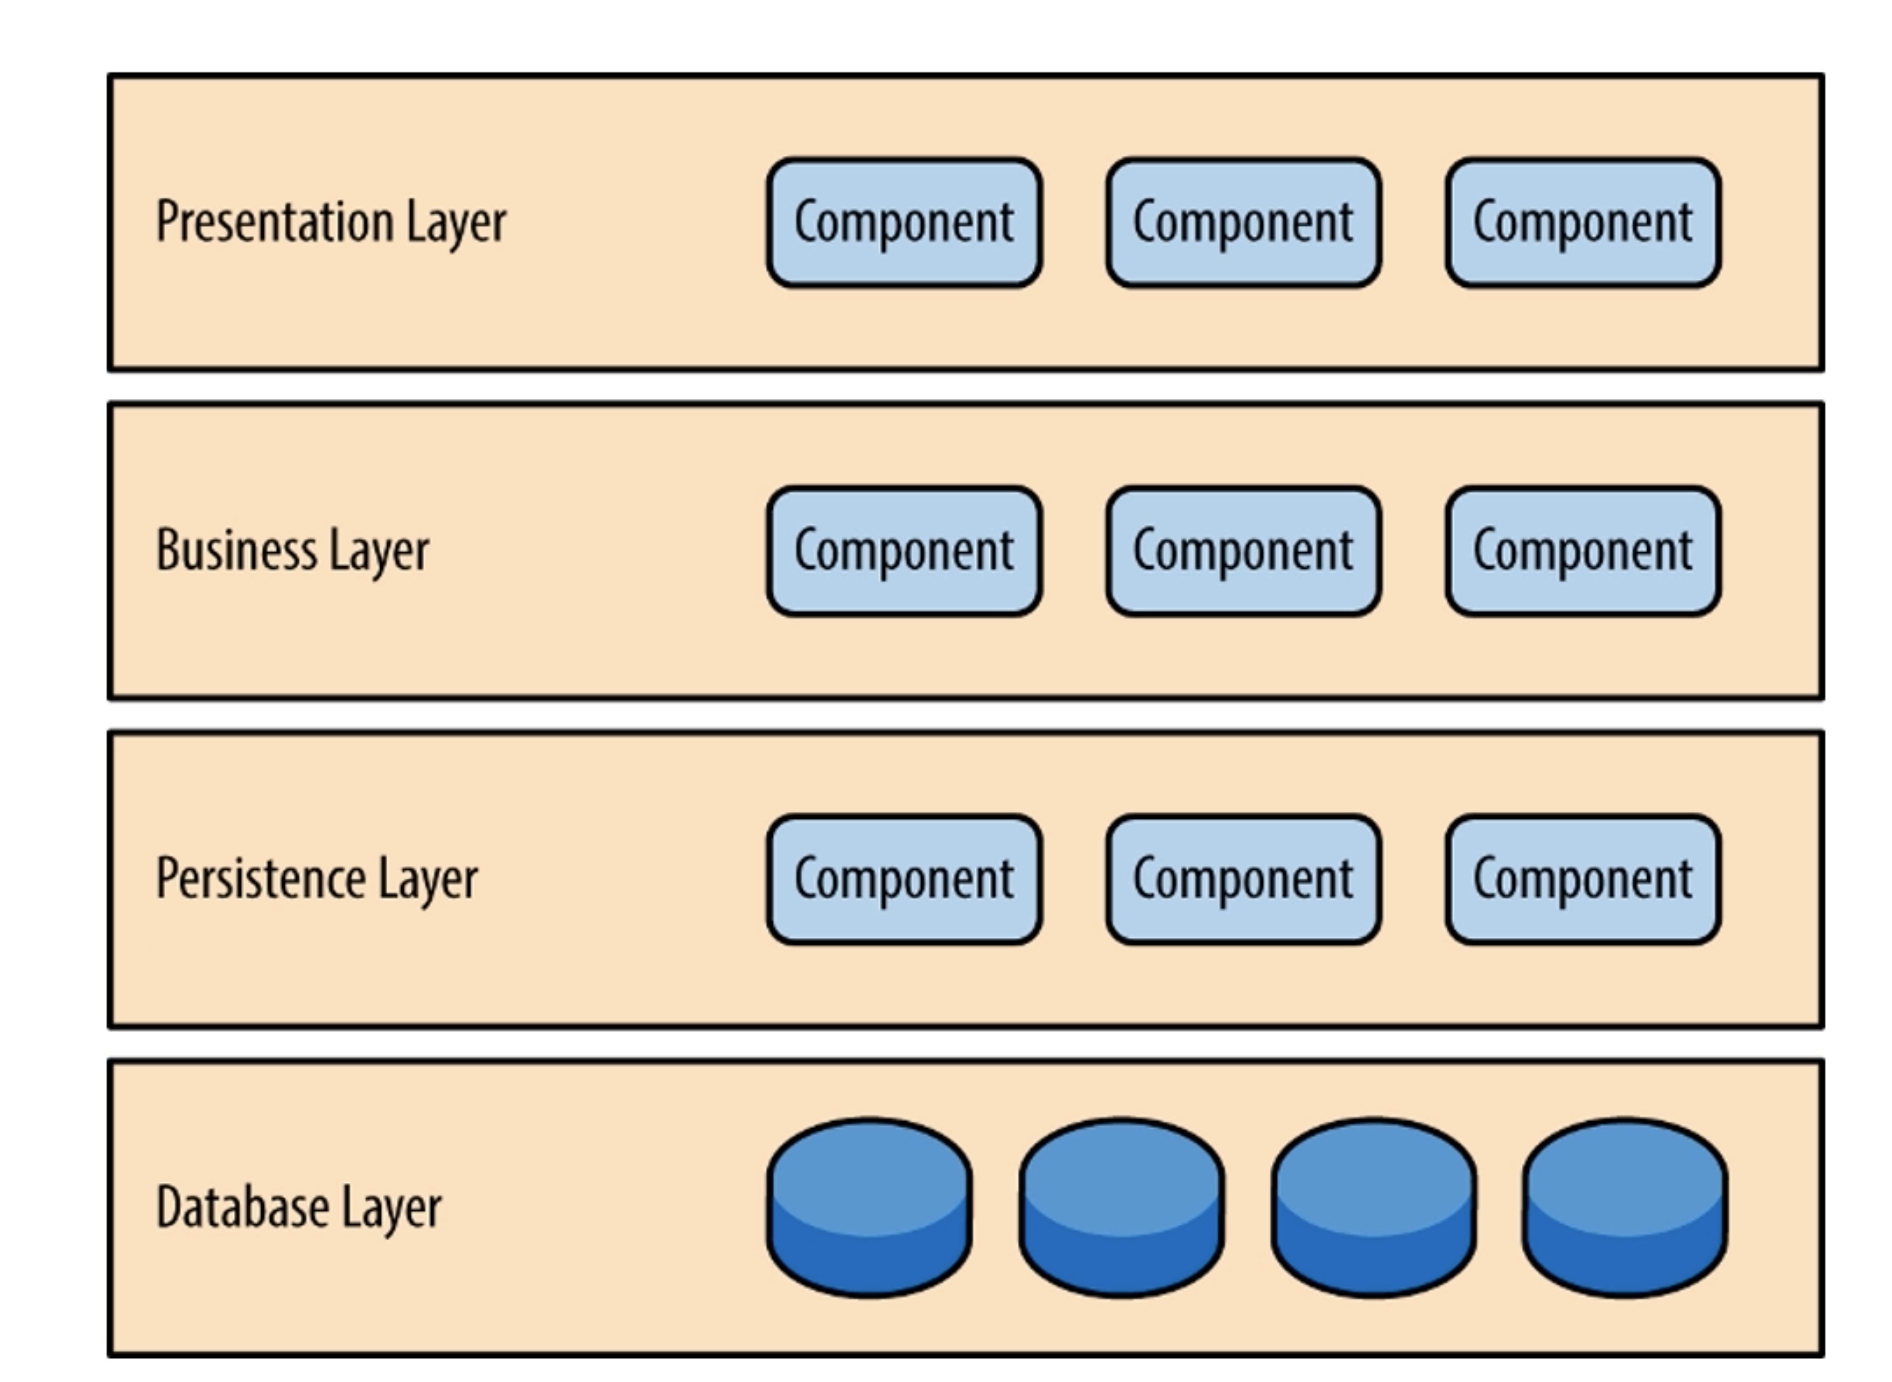 Presentation Layer
Component
Component
Component
Business Layer
Component
Component
Component
Persistence Layer
Component
Component
Component
Database Layer